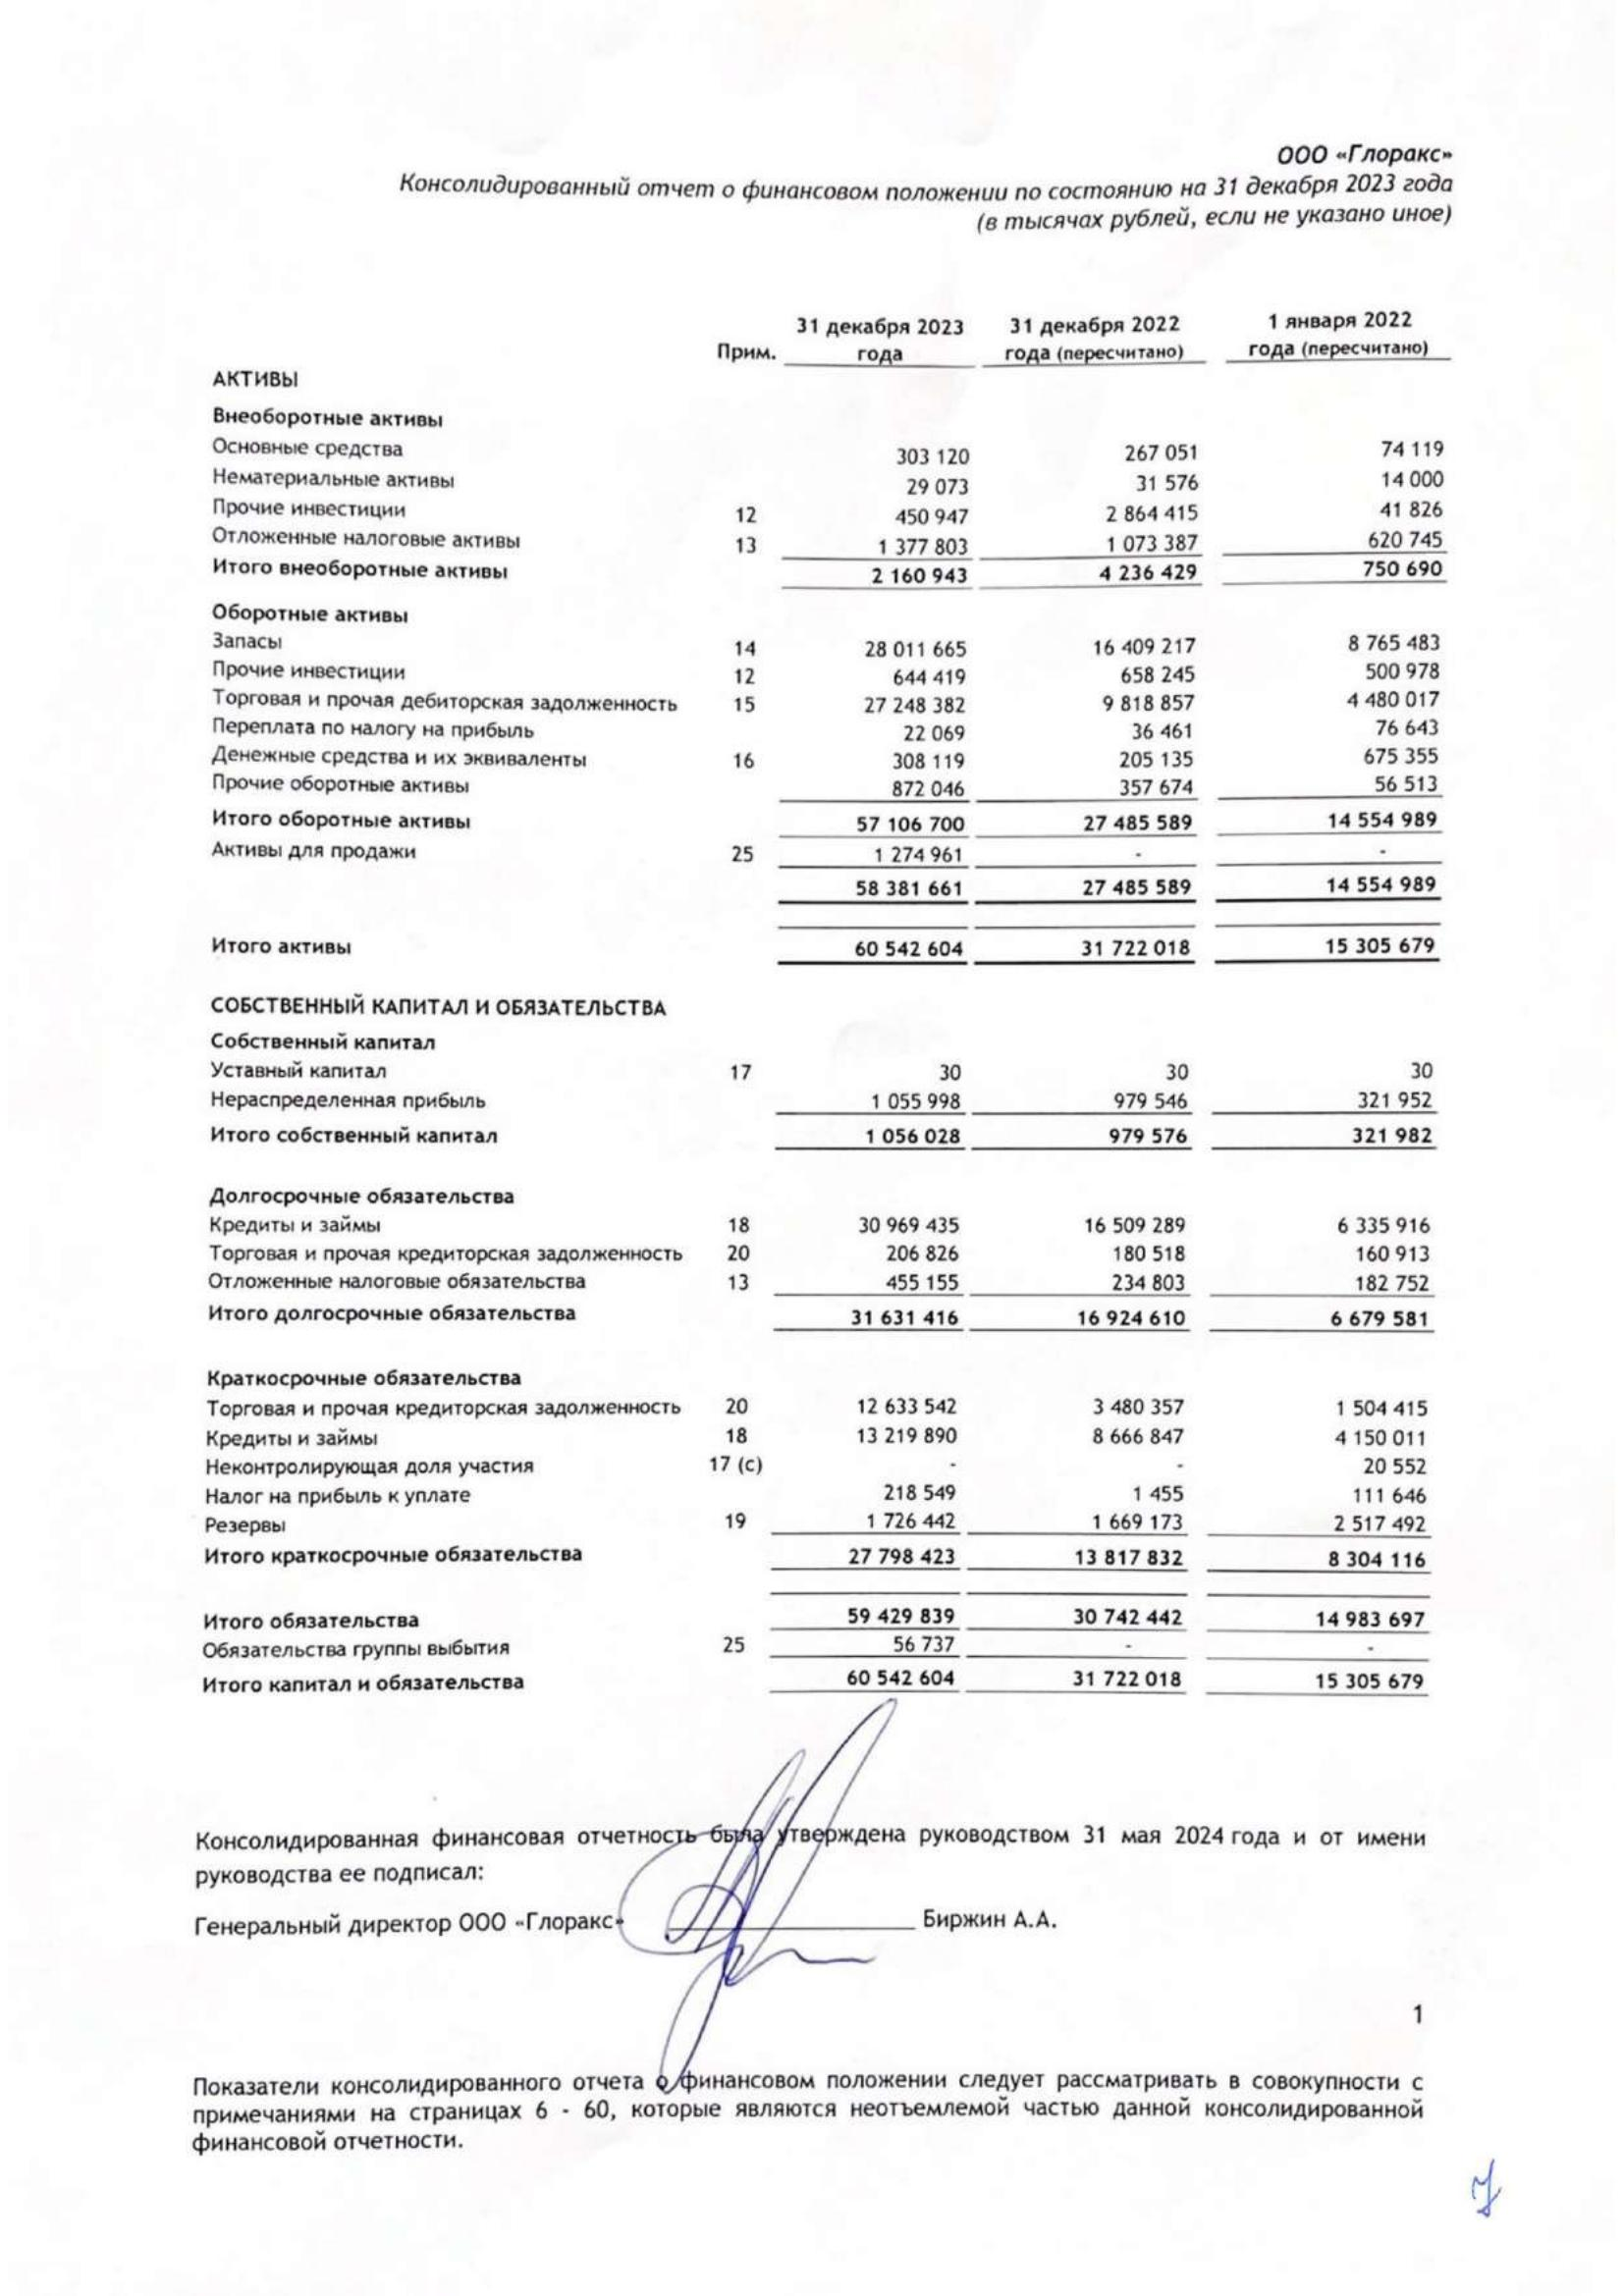 ООО «Глоракс»
Консолидированный отчет о финансовом положении по состоянию на 31 декабря 2023 года
(в тысячах рублей, если не указано иное)
Прим. 31 декабря 2023 года 31 декабря 2022 года (пересчитано) 1 января 2022 года (пересчитано)
АКТИВЫ
Внеоборотные активы
Основные средства 303 120 267 051 74 119
Нематериальные активы 29 073 31 576 14 000
Прочие инвестиции 12 450 947 2 864 415 41 826
Отложенные налоговые активы 13 1 377 803 1 073 387 620 745
Итого внеоборотные активы 2 160 943 4 236 429 750 690
Оборотные активы
Запасы 14 28 011 665 16 409 217 8 765 483
Прочие инвестиции 12 644 419 658 245 500 978
Торговая и прочая дебиторская задолженность 15 27 248 382 9 818 857 4 480 017
Переплата по налогу на прибыль 22 069 36 461 76 643
Денежные средства и их эквиваленты 16 308 119 205 135 675 355
Прочие оборотные активы 872 046 357 674 56 513
Итого оборотные активы 57 106 700 27 485 589 14 554 989
Активы для продажи 25 1 274 961 - -
58 381 661 27 485 589 14 554 989
Итого активы 60 542 604 31 722 018 15 305 679
СОБСТВЕННЫЙ КАПИТАЛ И ОБЯЗАТЕЛЬСТВА
Собственный капитал
Уставный капитал 17 30 30 30
Нераспределенная прибыль 1 055 998 979 546 321 952
Итого собственный капитал 1 056 028 979 576 321 982
Долгосрочные обязательства
Кредиты и займы 18 30 969 435 16 509 289 6 335 916
Торговая и прочая кредиторская задолженность 20 206 826 180 518 160 913
Отложенные налоговые обязательства 13 455 155 234 803 182 752
Итого долгосрочные обязательства 31 631 416 16 924 610 6 679 581
Краткосрочные обязательства
Торговая и прочая кредиторская задолженность 20 12 633 542 3 480 357 1 504 415
Кредиты и займы 18 13 219 890 8 666 847 4 150 011
Неконтролирующая доля участия 17 (с) - - 20 552
Налог на прибыль к уплате 218 549 1 455 111 646
Резервы 19 1 726 442 1 669 173 2 517 492
Итого краткосрочные обязательства 27 798 423 13 817 832 8 304 116
Итого обязательства 59 429 839 30 742 442 14 983 697
Обязательства группы выбытия 25 56 737 - -
Итого капитал и обязательства 60 542 604 31 722 018 15 305 679
Консолидированная финансовая отчетность была утверждена руководством 31 мая 2024 года и от имени
руководства ее подписал:
Генеральный директор ООО «Глоракс» Биржин А.А.
1
Показатели консолидированного отчета о финансовом положении следует рассматривать в совокупности с
примечаниями на страницах 6 - 60, которые являются неотъемлемой частью данной консолидированной
финансовой отчетности.